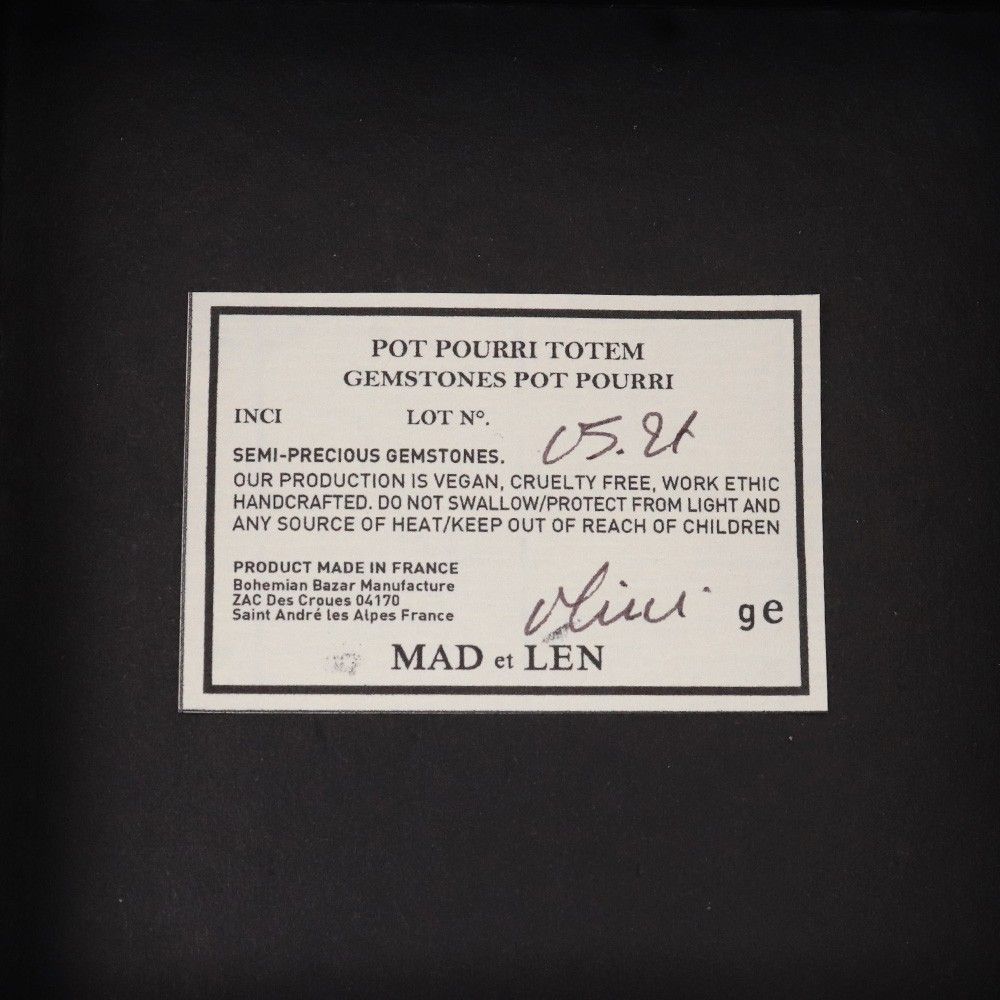 POT POURRI TOTEM
GEMSTONES POT POURRI
INCI LOT Nº. 05.21
SEMI-PRECIOUS GEMSTONES.
OUR PRODUCTION IS VEGAN, CRUELTY FREE, WORK ETHIC
HANDCRAFTED. DO NOT SWALLOW/PROTECT FROM LIGHT AND
ANY SOURCE OF HEAT/KEEP OUT OF REACH OF CHILDREN
PRODUCT MADE IN FRANCE
Bohemian Bazar Manufacture
ZAC Des Croues 04170
Saint André les Alpes France
ge
MAD et LEN